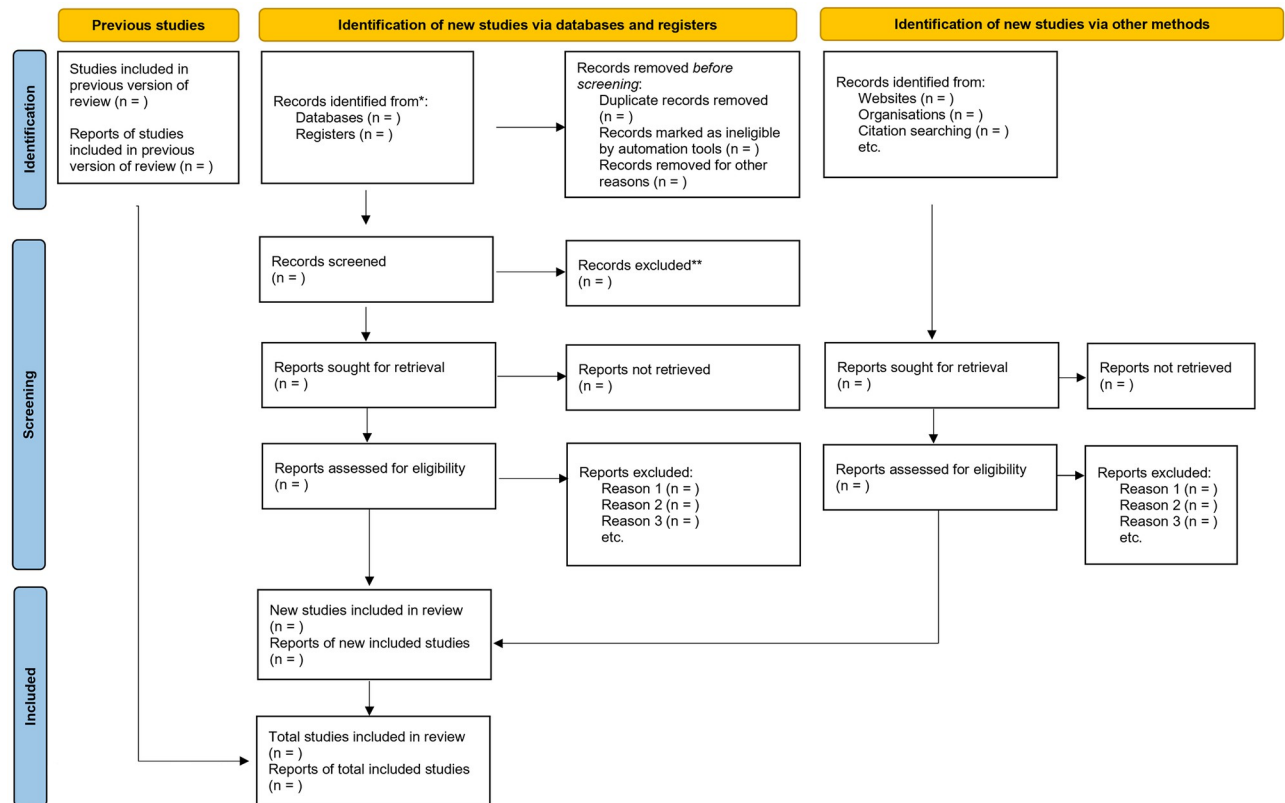 Previous studies
Identification of new studies via databases and registers
Identification of new studies via other methods
Identification
Studies included in
previous version of
review (n = )
Reports of studies
included in previous
version of review (n = )
Records identified from*:
Databases (n = )
Registers (n = )
Records removed before
screening:
Duplicate records removed
(n = )
Records marked as ineligible
by automation tools (n = )
Records removed for other
reasons (n = )
Records identified from:
Websites (n = )
Organisations (n = )
Citation searching (n = )
etc.
Screening
Records screened
(n = )
Records excluded**
(n = )
Reports sought for retrieval
(n = )
Reports not retrieved
(n = )
Reports sought for retrieval
(n = )
Reports not retrieved
(n = )
Reports assessed for eligibility
(n = )
Reports excluded:
Reason 1 (n = )
Reason 2 (n = )
Reason 3 (n = )
etc.
Reports assessed for eligibility
(n = )
Reports excluded:
Reason 1 (n = )
Reason 2 (n = )
Reason 3 (n = )
etc.
Included
New studies included in review
(n = )
Reports of new included studies
(n = )
Total studies included in review
(n = )
Reports of total included studies
(n = )